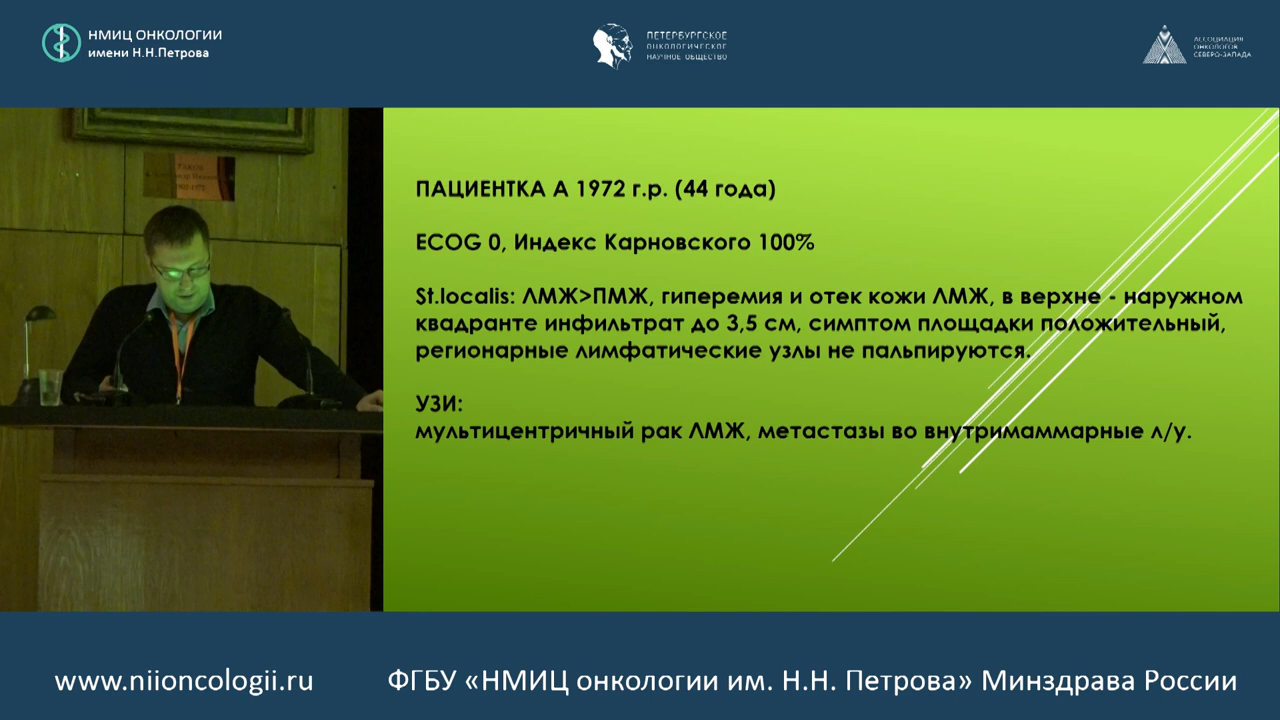 НМИЦ ОНКОЛОГИИ
имени Н.Н.Петрова
ПЕТЕРБУРГСКОЕ
ОНКОЛОГИЧЕСКОЕ
НАУЧНОЕ ОБЩЕСТВО
АССОЦИАЦИЯ
ОНКОЛОГОВ
СЕВЕРО-ЗАПАДА
ПАЦИЕНТКА А 1972 г.р. (44 года)
ECOG 0, Индекс Карновского 100%
St.localis: ЛМЖ>ПМЖ, гиперемия и отек кожи ЛМЖ, в верхне - наружном
квадранте инфильтрат до 3,5 см, симптом площадки положительный,
регионарные лимфатические узлы не пальпируются.
УЗИ:
мультицентричный рак ЛМЖ, метастазы во внутримаммарные л/у.
www.niioncologii.ru
ФГБУ «НМИЦ онкологии им. Н.Н. Петрова» Минздрава России